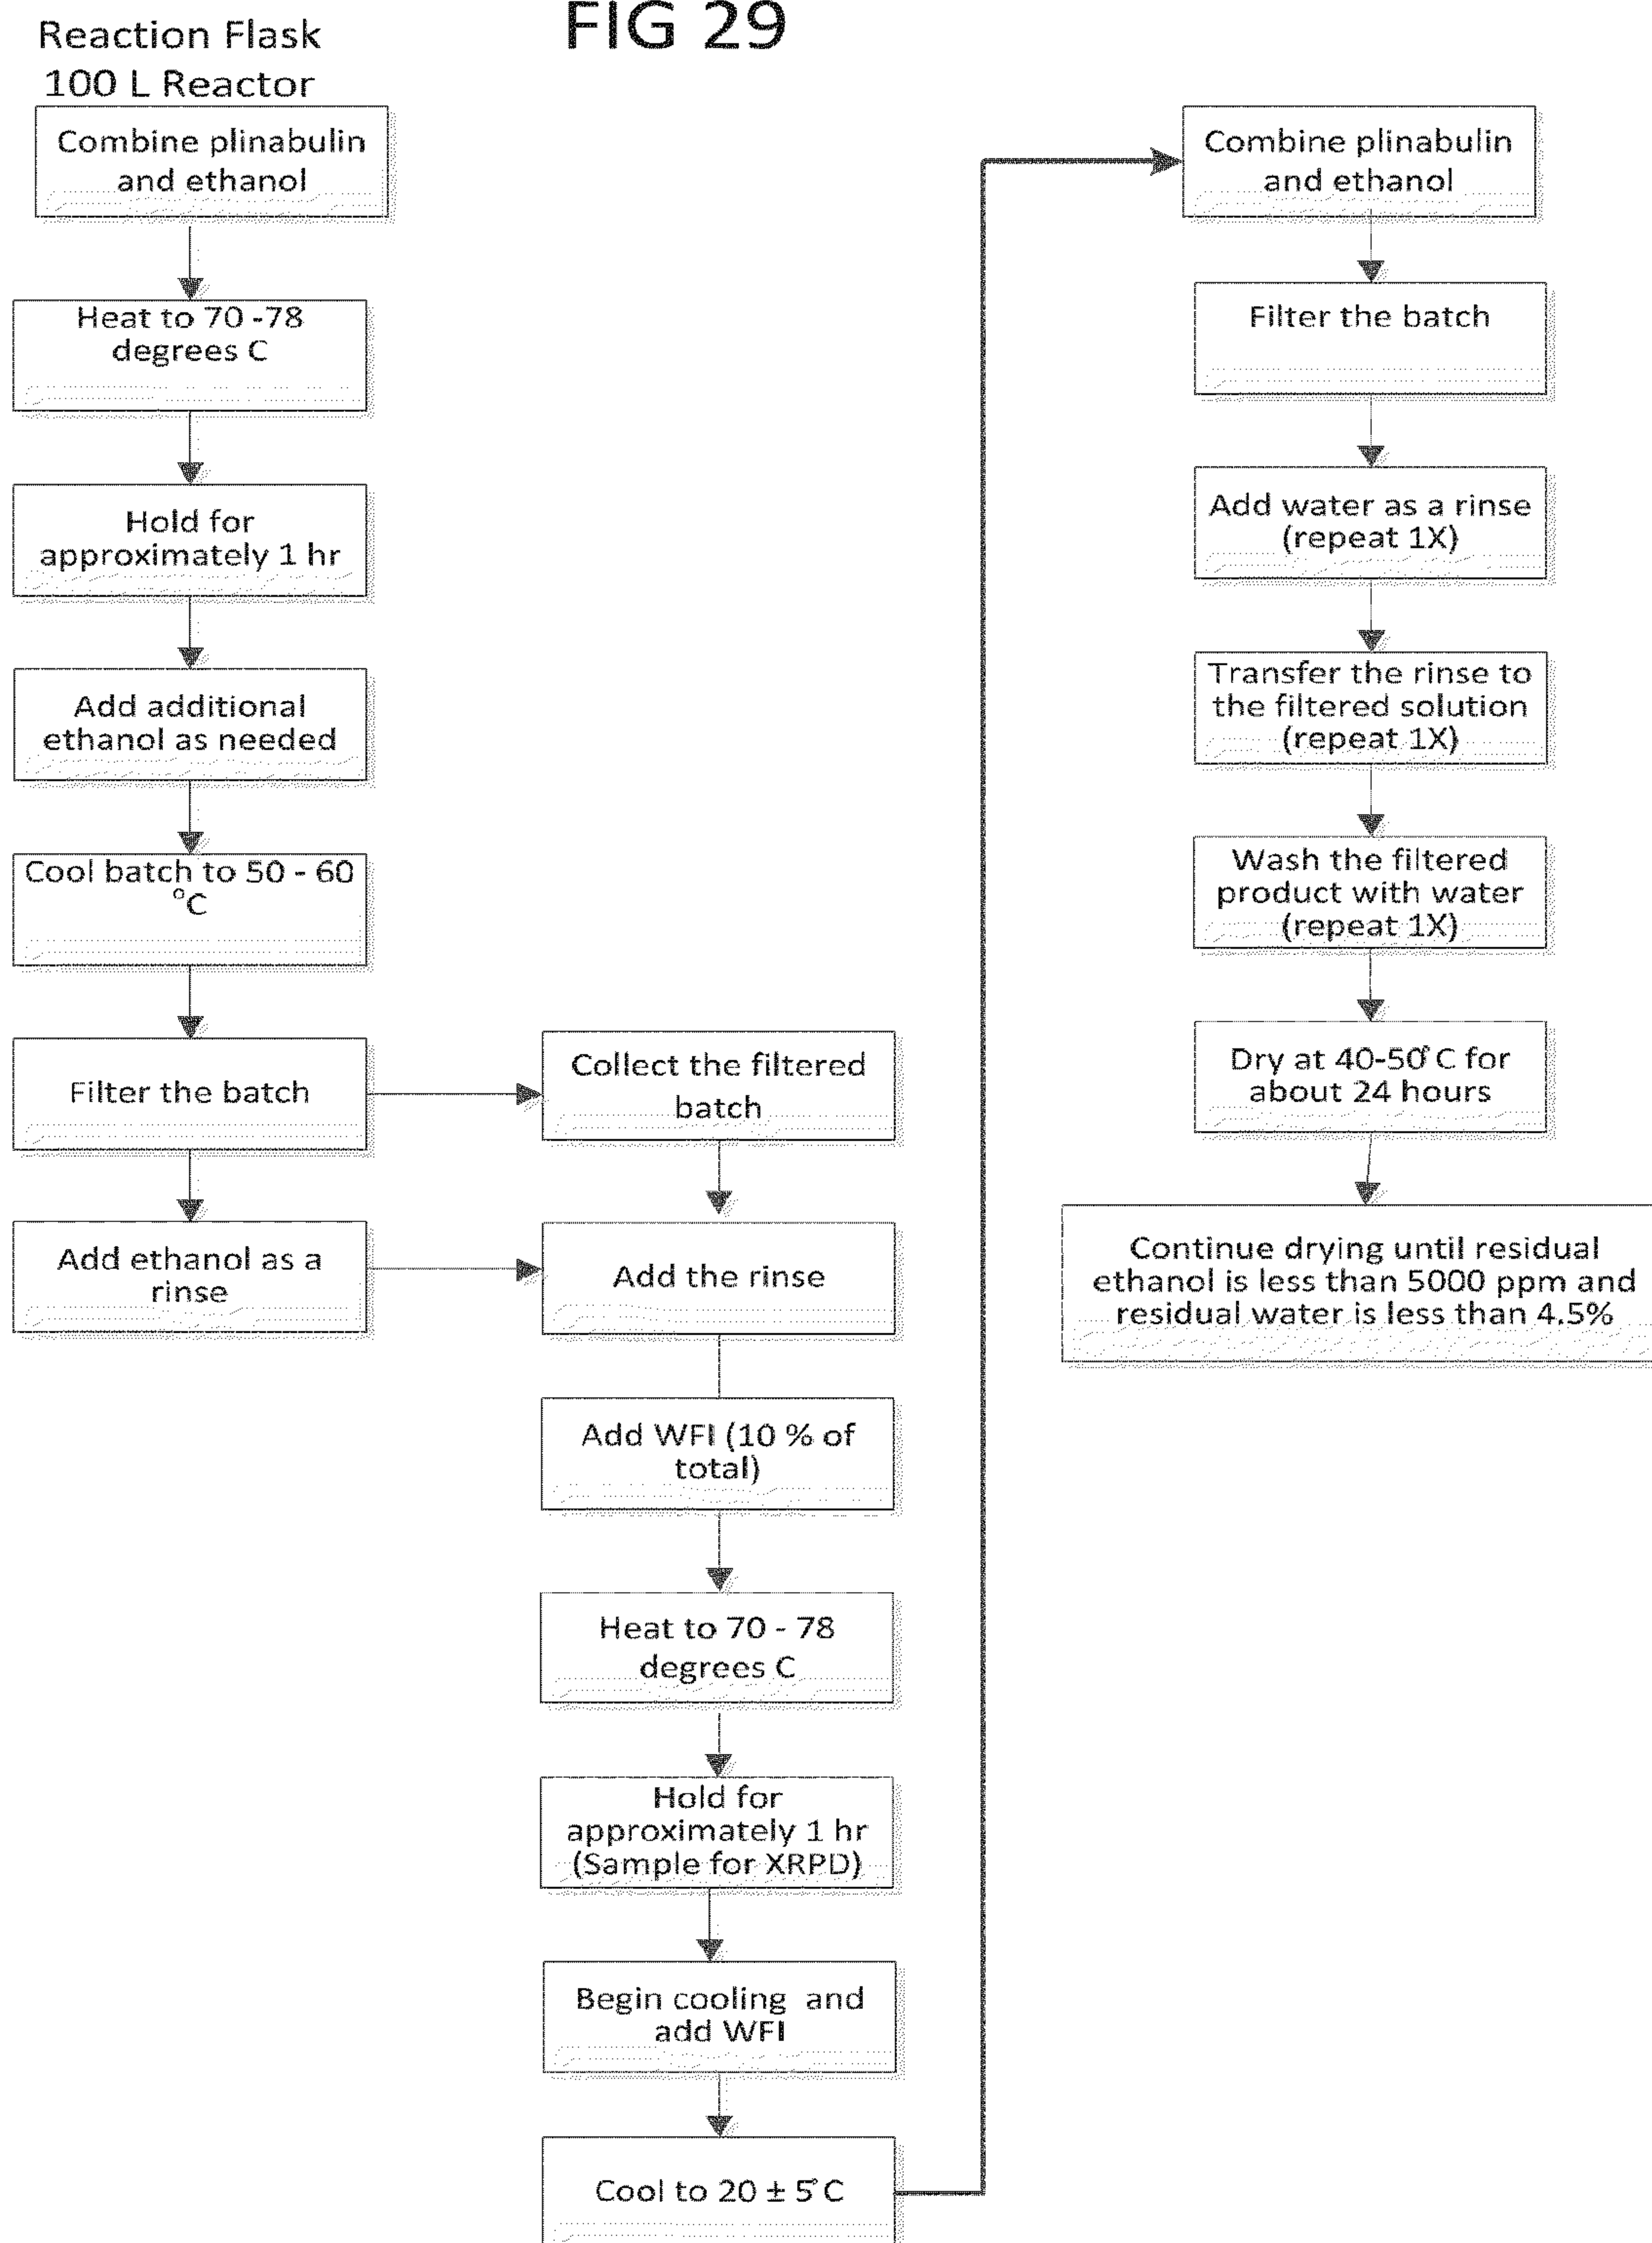 FIG 29
Reaction Flask
100 L Reactor
Combine plinabulin
and ethanol
Heat to 70 -78
degrees C
Hold for
approximately 1 hr
Add additional
ethanol as needed
Cool batch to 50 - 60
°C
Filter the batch
Add ethanol as a
rinse
Collect the filtered
batch
Add the rinse
Add WFI (10 % of
total)
Heat to 70 - 78
degrees C
Hold for
approximately 1 hr
(Sample for XRPD)
Begin cooling and
add WFI
Cool to 20 ± 5°C
Combine plinabulin
and ethanol
Filter the batch
Add water as a rinse
(repeat 1X)
Transfer the rinse to
the filtered solution
(repeat 1X)
Wash the filtered
product with water
(repeat 1X)
Dry at 40-50°C for
about 24 hours
Continue drying until residual
ethanol is less than 5000 ppm and
residual water is less than 4.5%